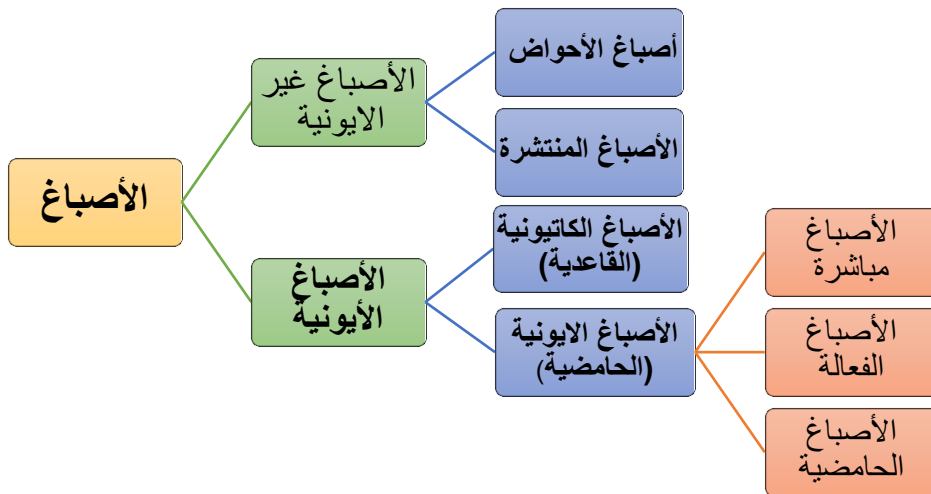 أصباغ الأحواض
الأصباغ غير
الايونية
الأصباغ المنتشرة
الأصباغ
الأصباغ الكاتيونية
(القاعدية)
الأصباغ
مباشرة
الأصباغ
الأيونية
الأصباغ الايونية
(الحامضية)
الأصباغ
الفعالة
الأصباغ
الحامضية